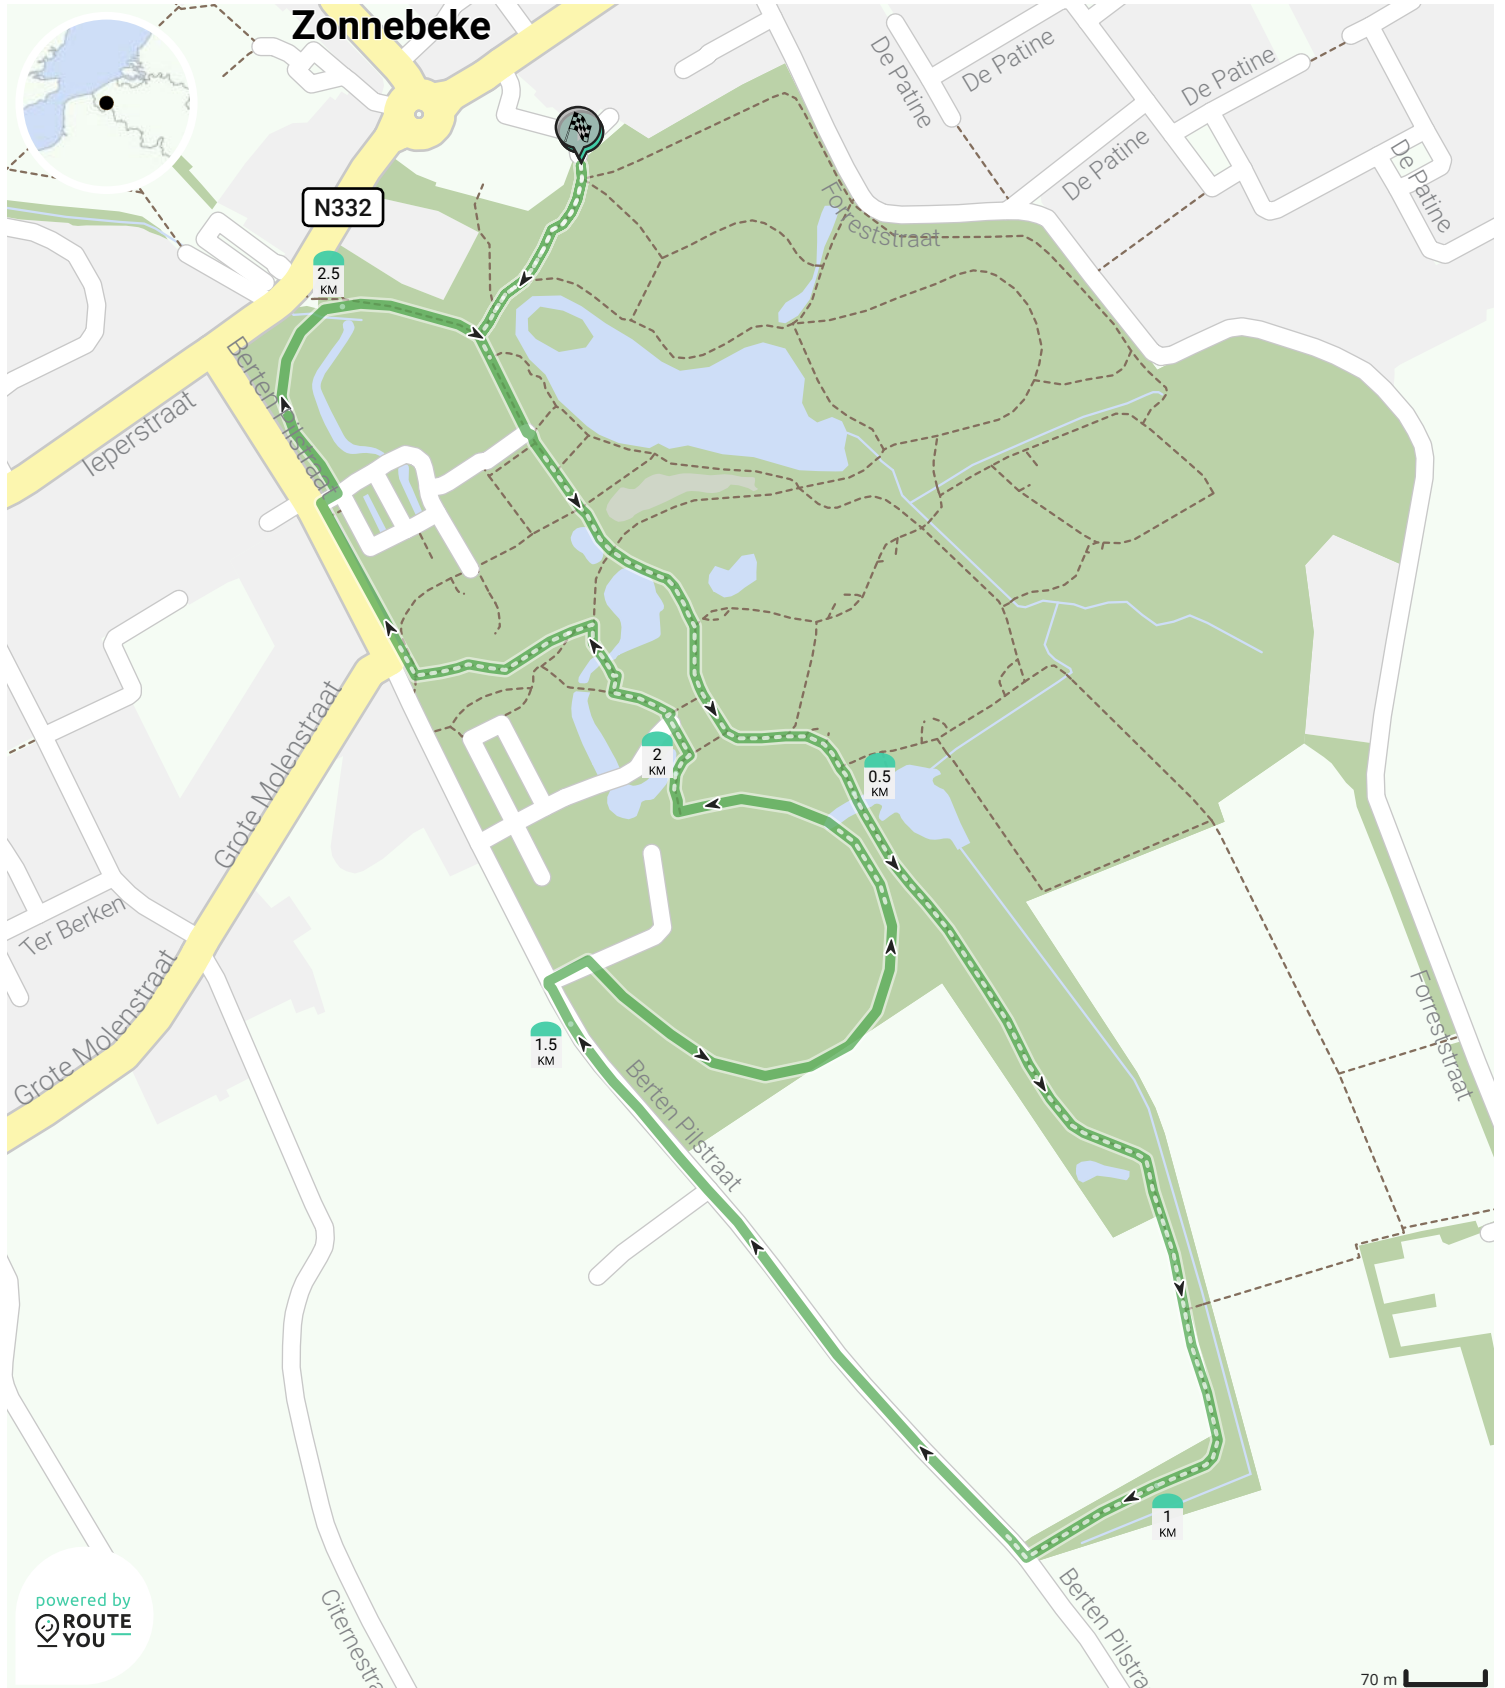 Zonnebeke
De Patine
De Patine
De Patine
De Patine
De Patine
N332
Forreststraat
2.5
KM
Berten Pilstraat
Ieperstraat
Grote Molenstraat
2
KM
0.5
KM
Ter Berken
Grote Molenstraat
Forreststraat
1.5
KM
Berten Pilstraat
1
KM
Berten Pilstra
Citernestra
powered by
ROUTE
YOU
70 m